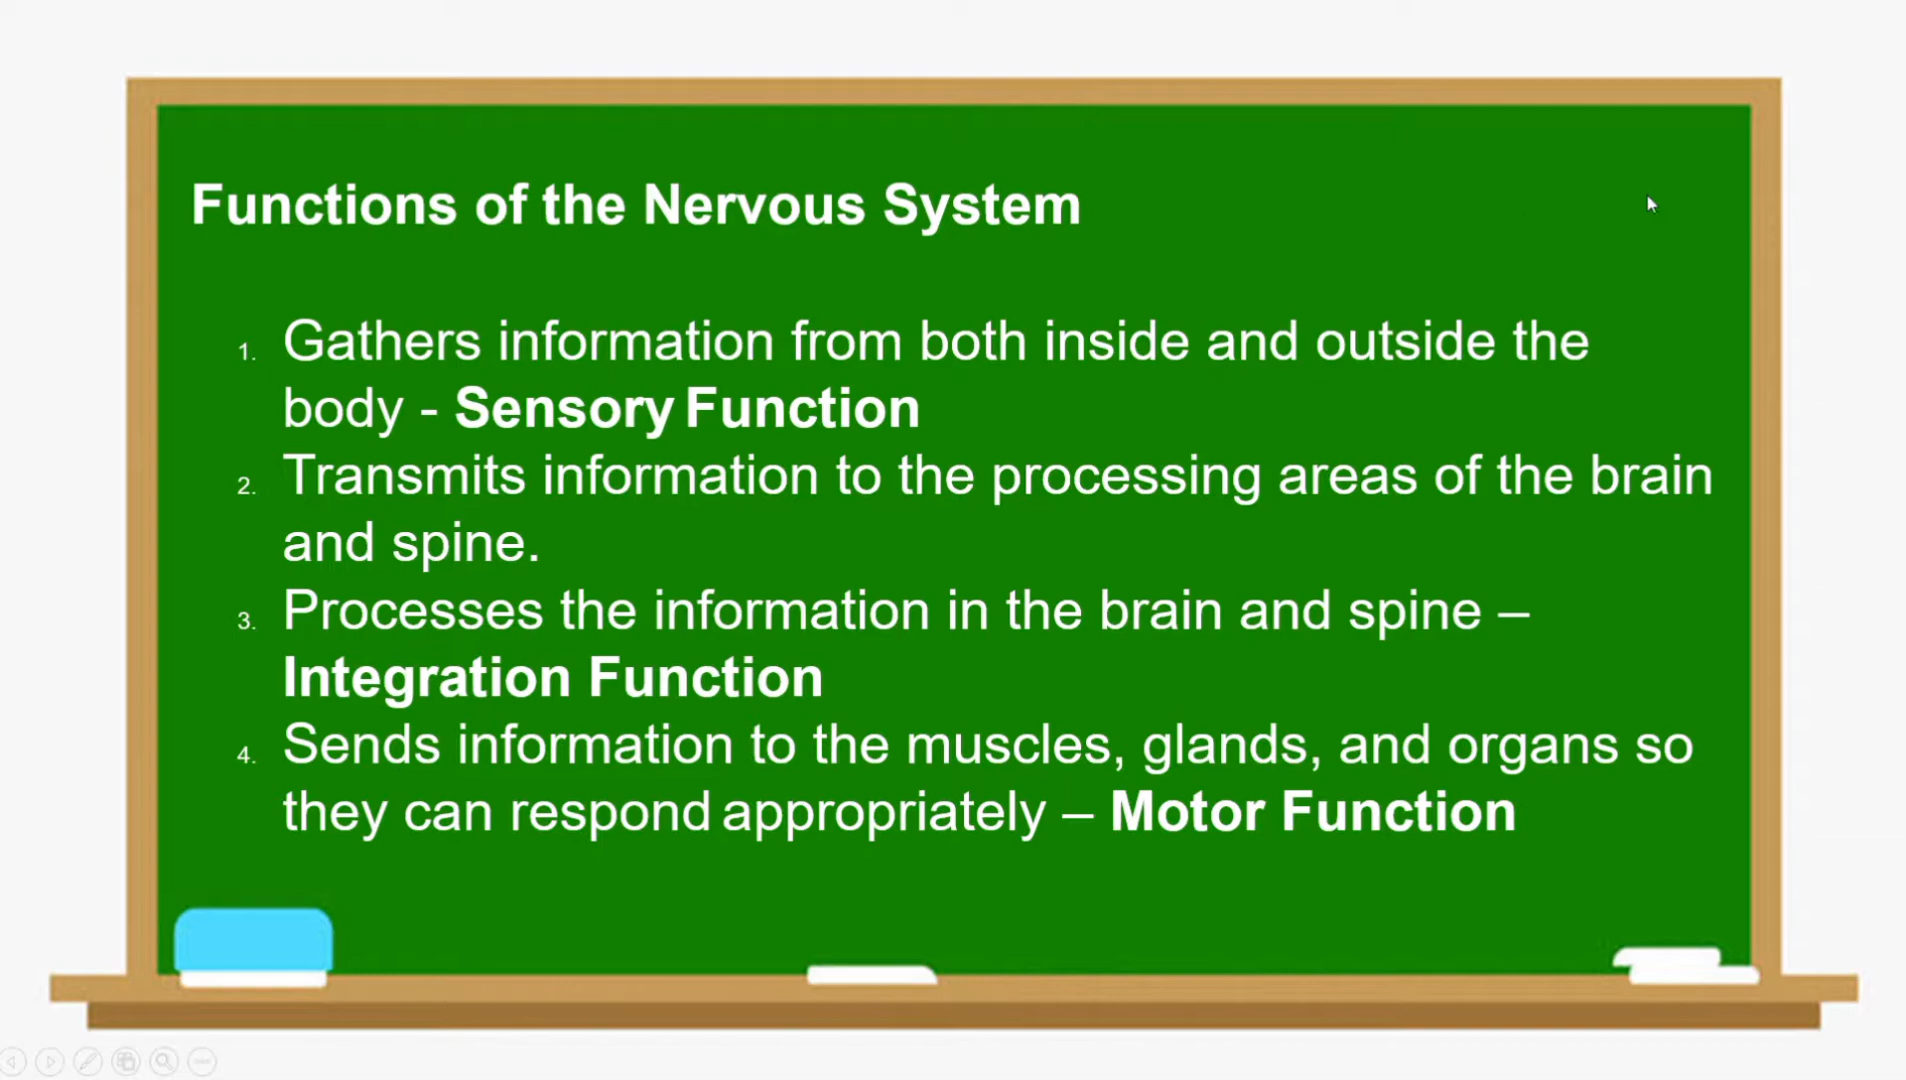 Functions of the Nervous System
1. Gathers information from both inside and outside the
body - Sensory Function
2. Transmits information to the processing areas of the brain
and spine.
3. Processes the information in the brain and spine –
Integration Function
4. Sends information to the muscles, glands, and organs so
they can respond appropriately – Motor Function